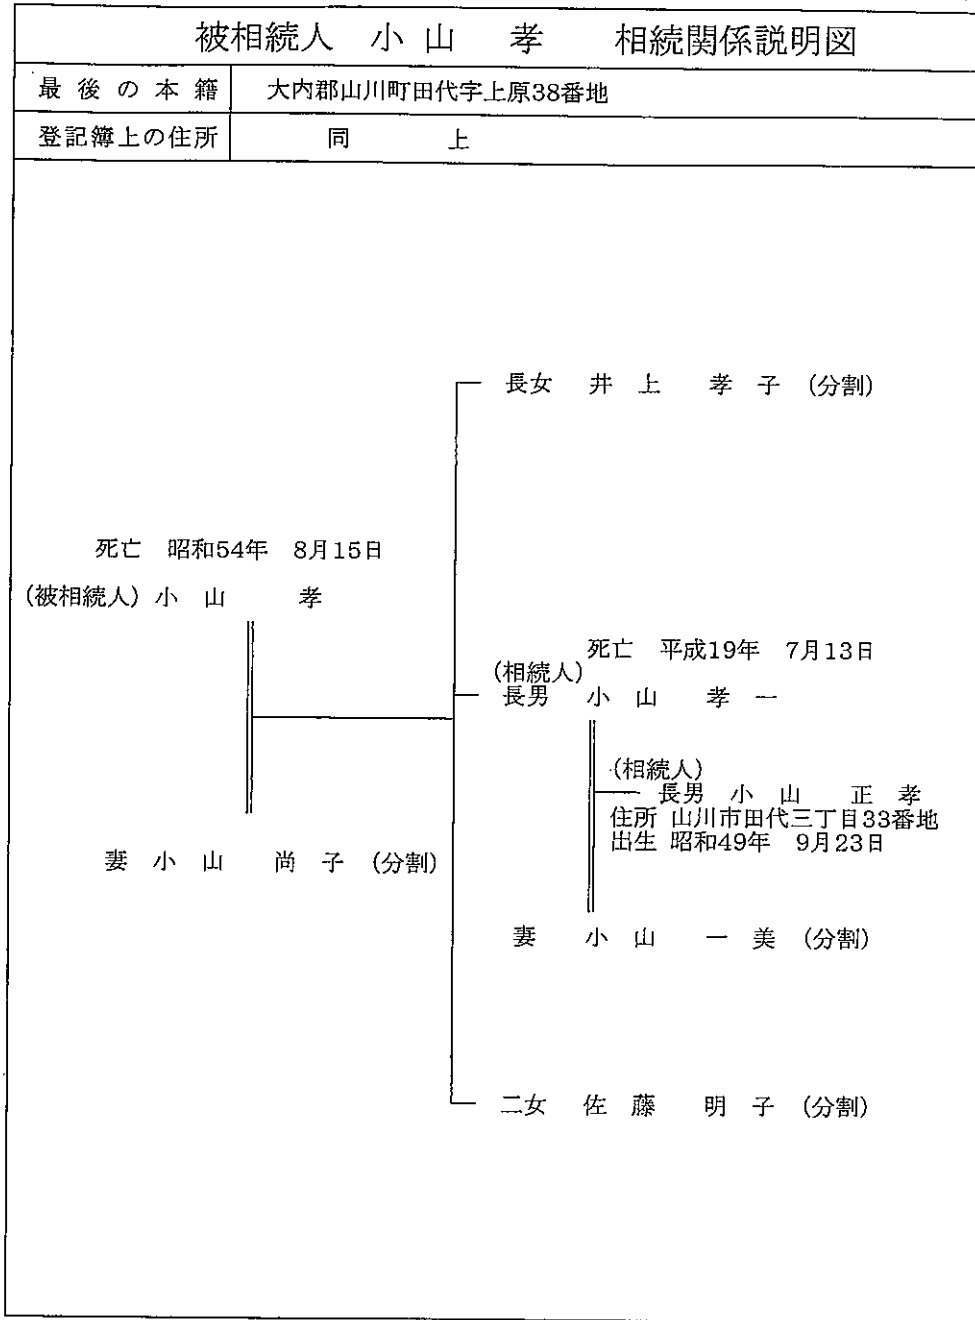 被相続人 小山 孝 相続関係説明図
最後の本籍 大内郡山川町田代字上原38番地
登記簿上の住所 同 上
長女 井上 孝子 (分割)
死亡 昭和54年 8月15日
(被相続人) 小山 孝
死亡 平成19年 7月13日
(相続人)
長男 小山 孝一
(相続人)
長男 小山 正孝
住所 山川市田代三丁目33番地
出生 昭和49年 9月23日
妻 小山 尚子 (分割)
妻 小山 一美 (分割)
二女 佐藤 明子 (分割)